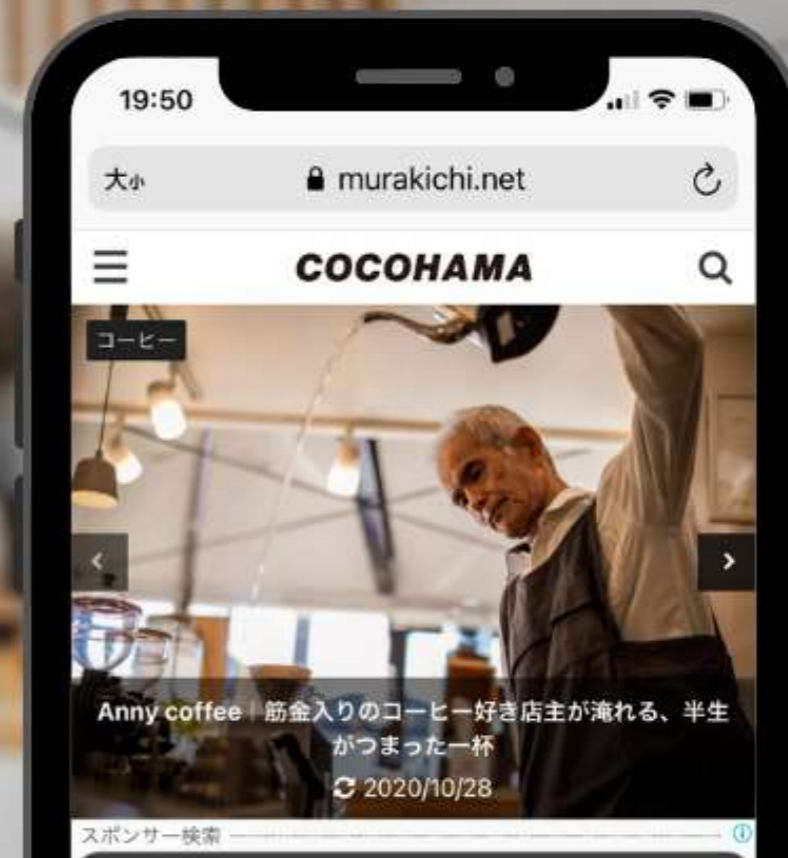 19:50
大小
murakichi.net
COCOHAMA
コーヒー
Anny coffee | 筋金入りのコーヒー好き店主が淹れる、半生
がつまった一杯
2020/10/28
スポンサー検索